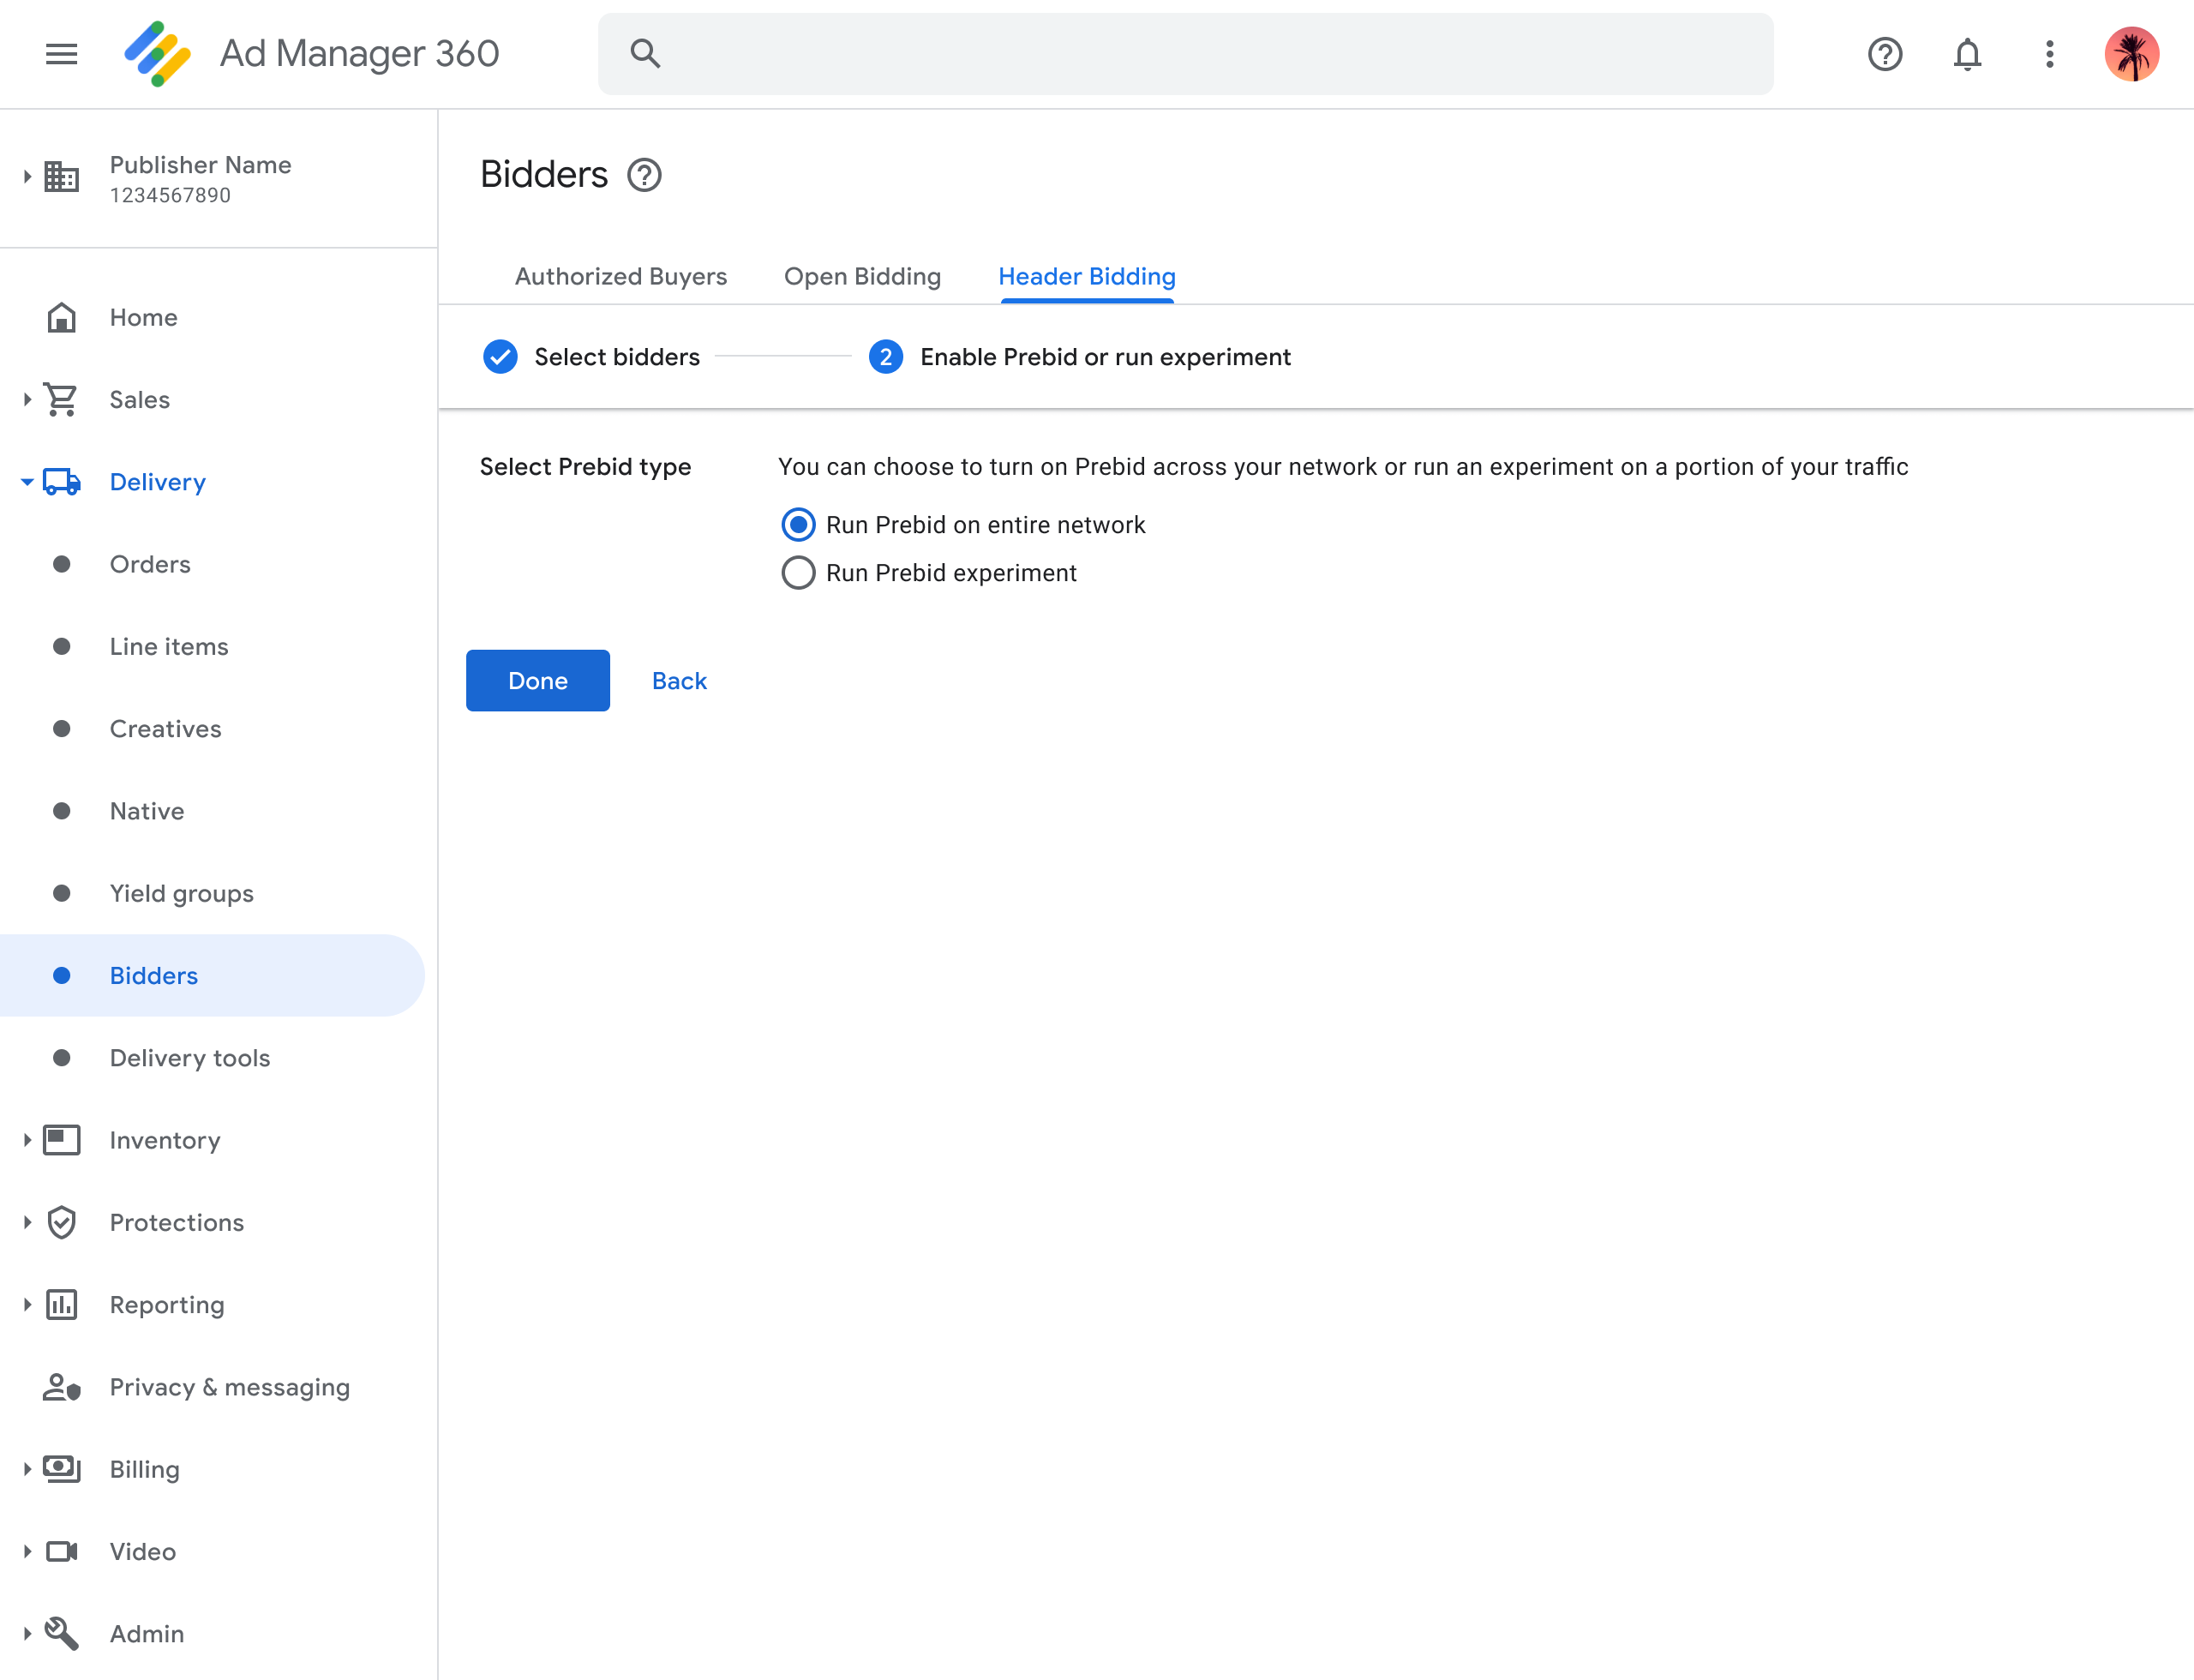 Ad Manager 360
Publisher Name
1234567890
Home
Sales
Delivery
Orders
Line items
Creatives
Native
Yield groups
Bidders
Delivery tools
Inventory
Protections
Reporting
Privacy & messaging
Billing
Video
Admin
Bidders
Authorized Buyers
Open Bidding
Header Bidding
Select bidders
2 Enable Prebid or run experiment
Select Prebid type
You can choose to turn on Prebid across your network or run an experiment on a portion of your traffic
Run Prebid on entire network
Run Prebid experiment
Done
Back